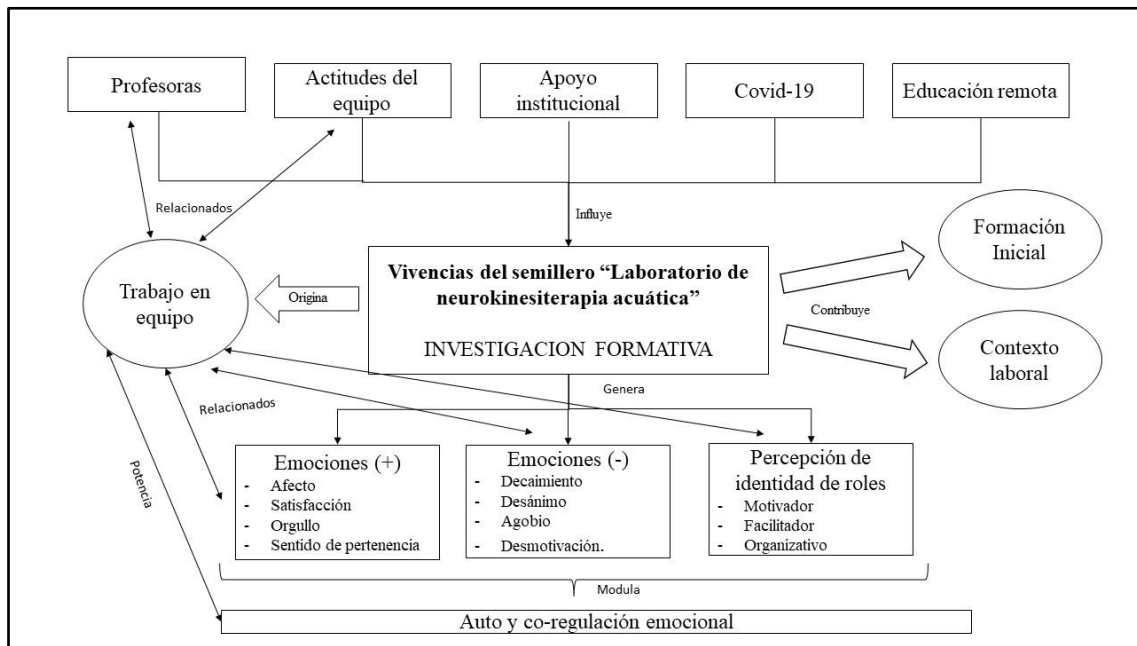 Profesoras
Actitudes del
equipo
Apoyo
institucional
Covid-19
Educación remota
Relacionados
Influye
Formación
Inicial
Trabajo en
equipo
Origina
Vivencias del semillero “Laboratorio de
neurokinesiterapia acuática”
INVESTIGACION FORMATIVA
Contribuye
Contexto
laboral
Genera
Relacionados
Potencia
Emociones (+)
- Afecto
- Satisfacción
- Orgullo
- Sentido de pertenencia
Emociones (-)
- Decaimiento
- Desánimo
- Agobio
- Desmotivación.
Percepción de
identidad de roles
- Motivador
- Facilitador
- Organizativo
Modula
Auto y co-regulación emocional